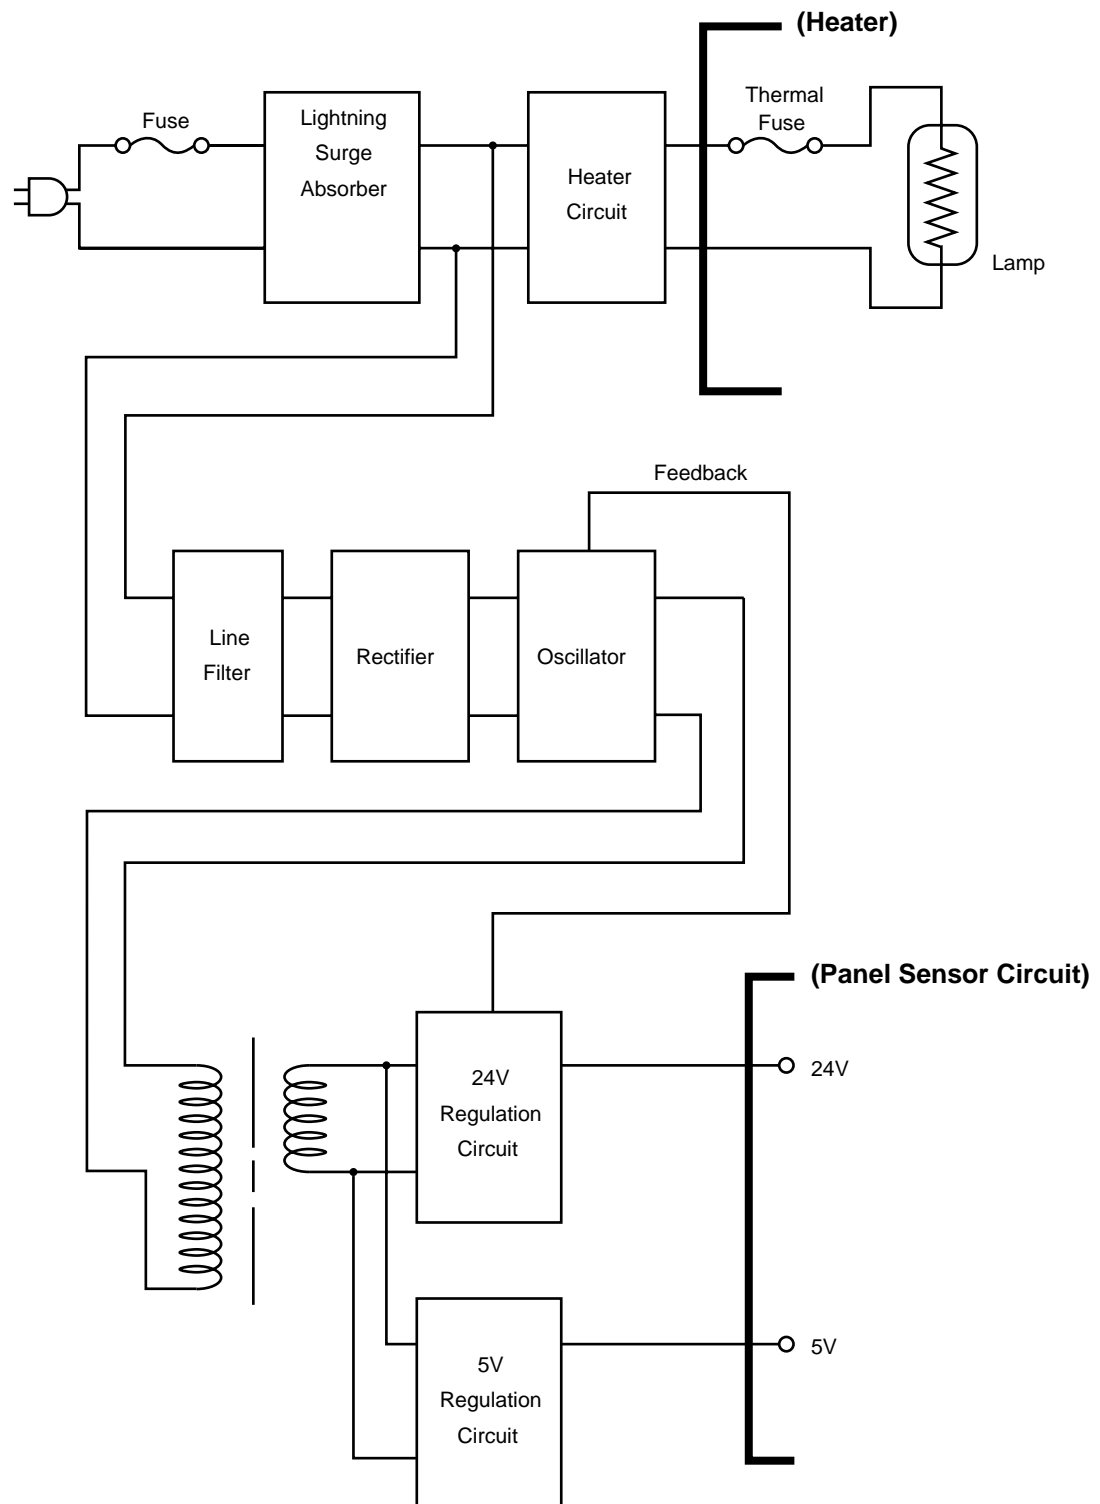 (Heater)
Fuse
Lightning
Surge
Absorber
Heater
Circuit
Thermal
Fuse
Lamp
Feedback
Line
Filter
Rectifier
Oscillator
(Panel Sensor Circuit)
24V
Regulation
Circuit
24V
5V
Regulation
Circuit
5V